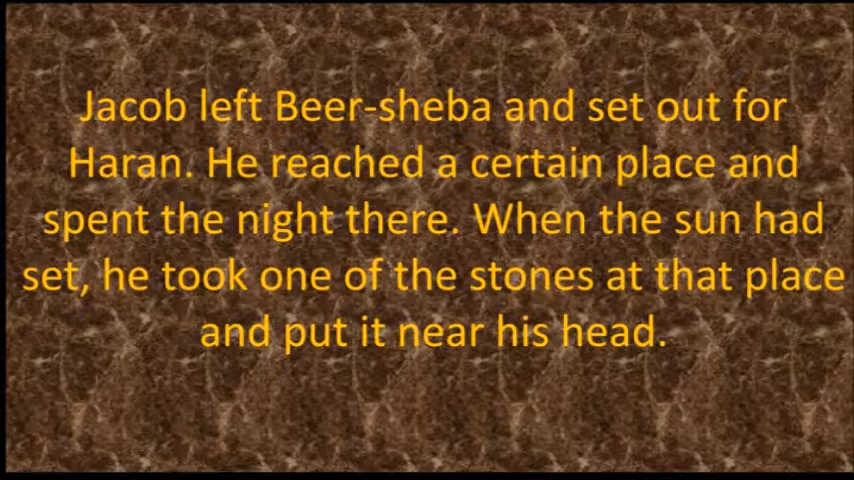 Jacob left Beer-sheba and set out for
Haran. He reached a certain place and
spent the night there. When the sun had
set, he took one of the stones at that place
and put it near his head.